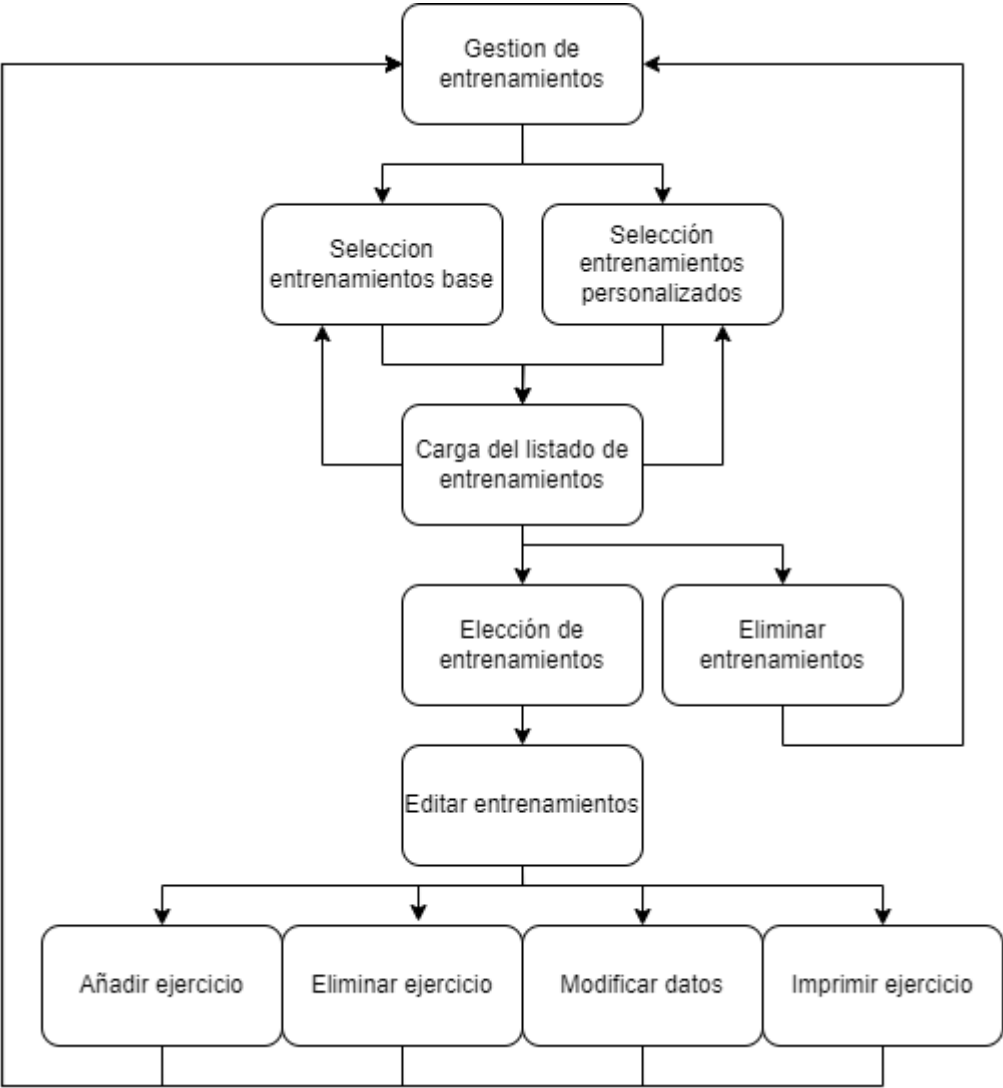 Gestion de
entrenamientos
Seleccion
entrenamientos base
Selección
entrenamientos
personalizados
Carga del listado de
entrenamientos
Elección de
entrenamientos
Eliminar
entrenamientos
Editar entrenamientos
Añadir ejercicio
Eliminar ejercicio
Modificar datos
Imprimir ejercicio